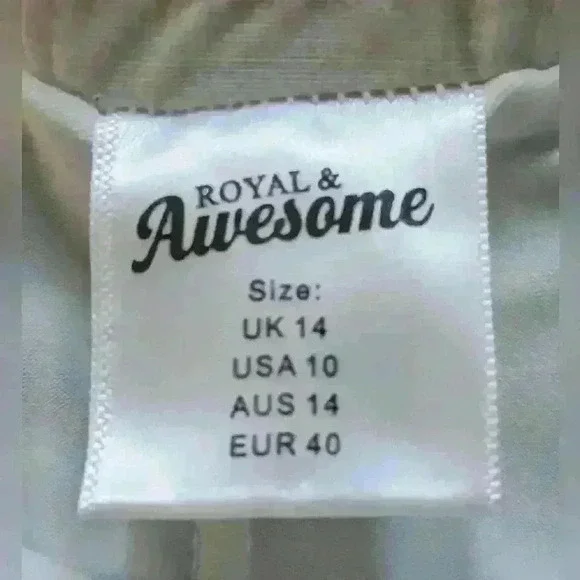 ROYAL &
Awesome
Size:
UK 14
USA 10
AUS 14
EUR 40